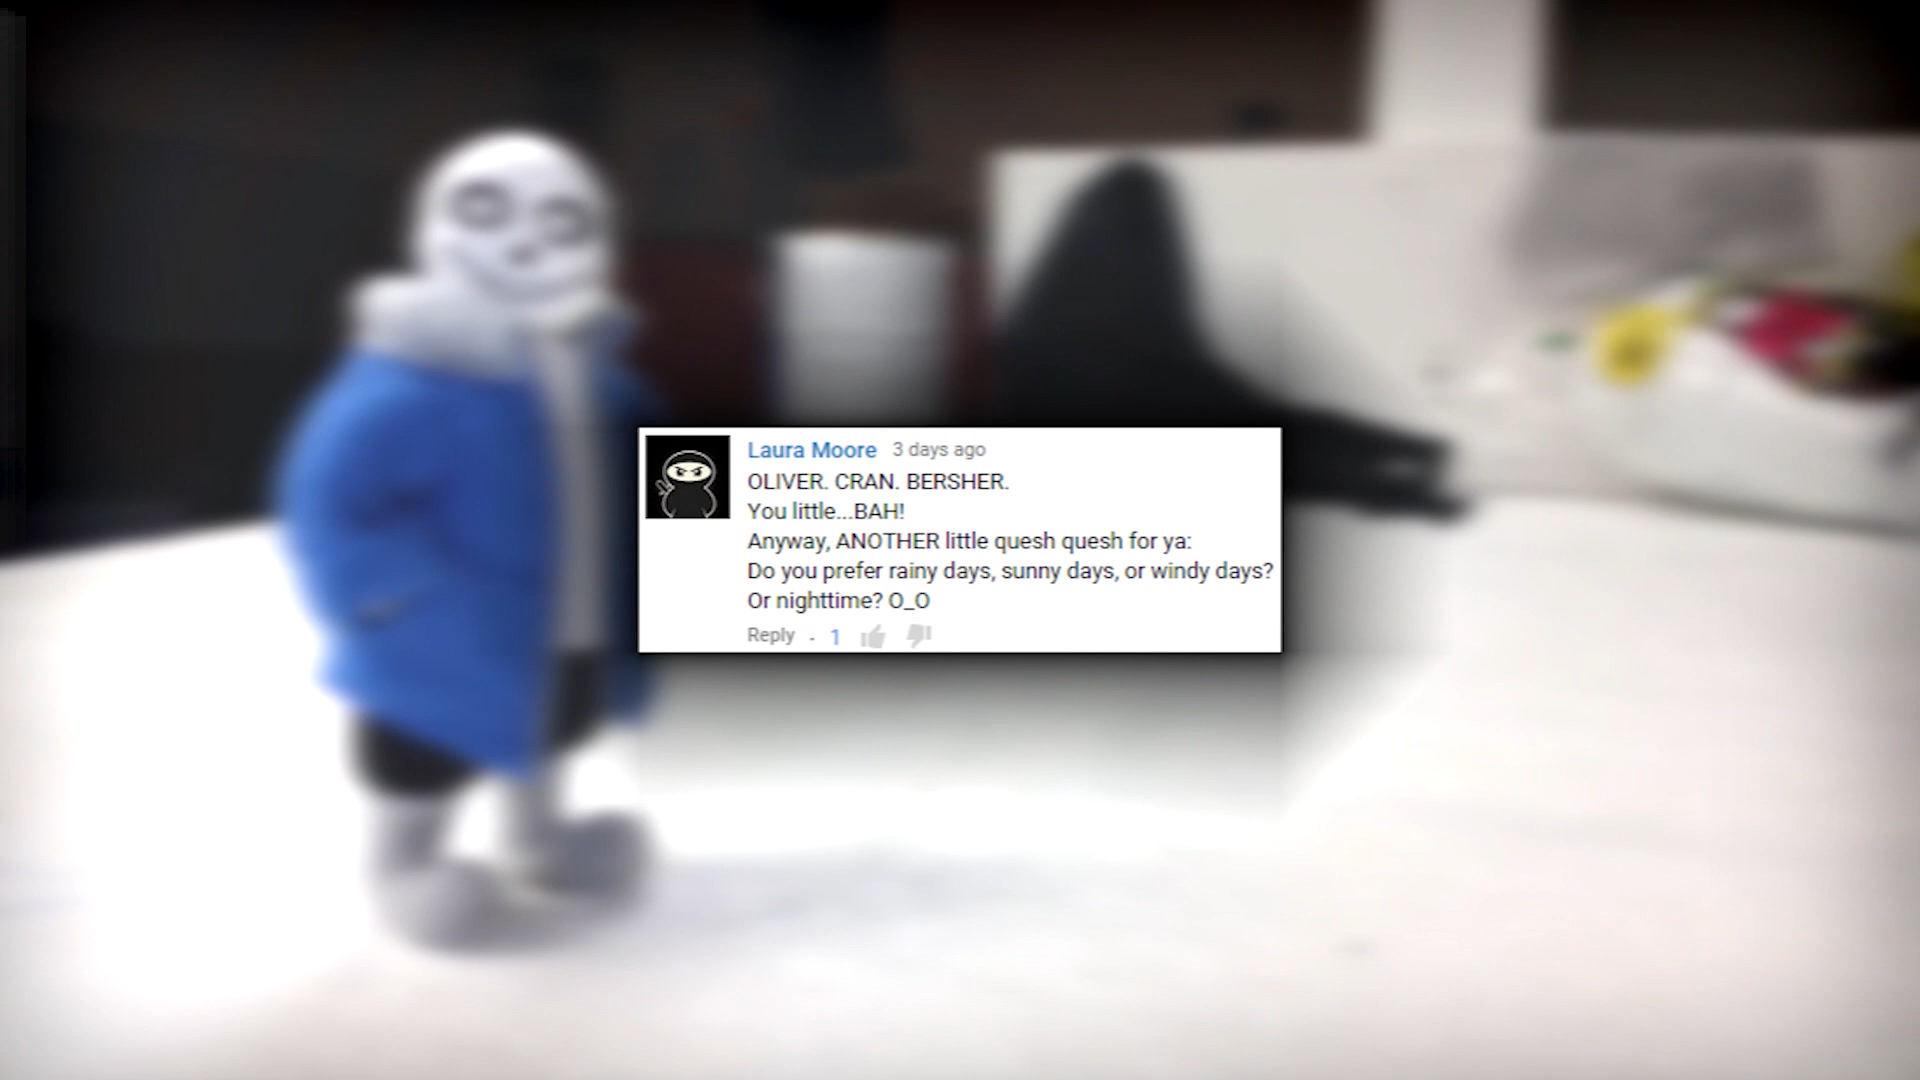 Laura Moore 3 days ago
OLIVER. CRAN. BERSHER.
You little...BAH!
Anyway, ANOTHER little quesh quesh for ya:
Do you prefer rainy days, sunny days, or windy days?
Or nighttime? O_O
Reply . 1